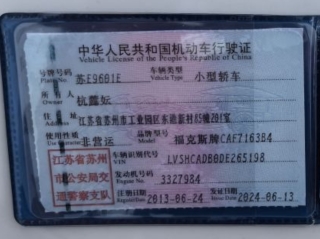 中华人民共和国机动车行驶证
Vehicle License of the People's Republic of China
号牌号码 苏E9601E 车辆类型 小型轿车
Plate No. Vehicle Type
所有人
Owner
住址 江苏省苏州市工业园区东港新村85幢201室
Address
使用性质 非营运 品牌型号 福克斯牌CAF7163B4
Use Character Model
江苏省苏州
市公安局交
通警察支队
车辆识别代号 LVSHCADB0DE265198
VIN
发动机号码 3327984
Engine No.
注册日期 2013-06-24 发证日期 2024-06-13
Register Date Issue Date